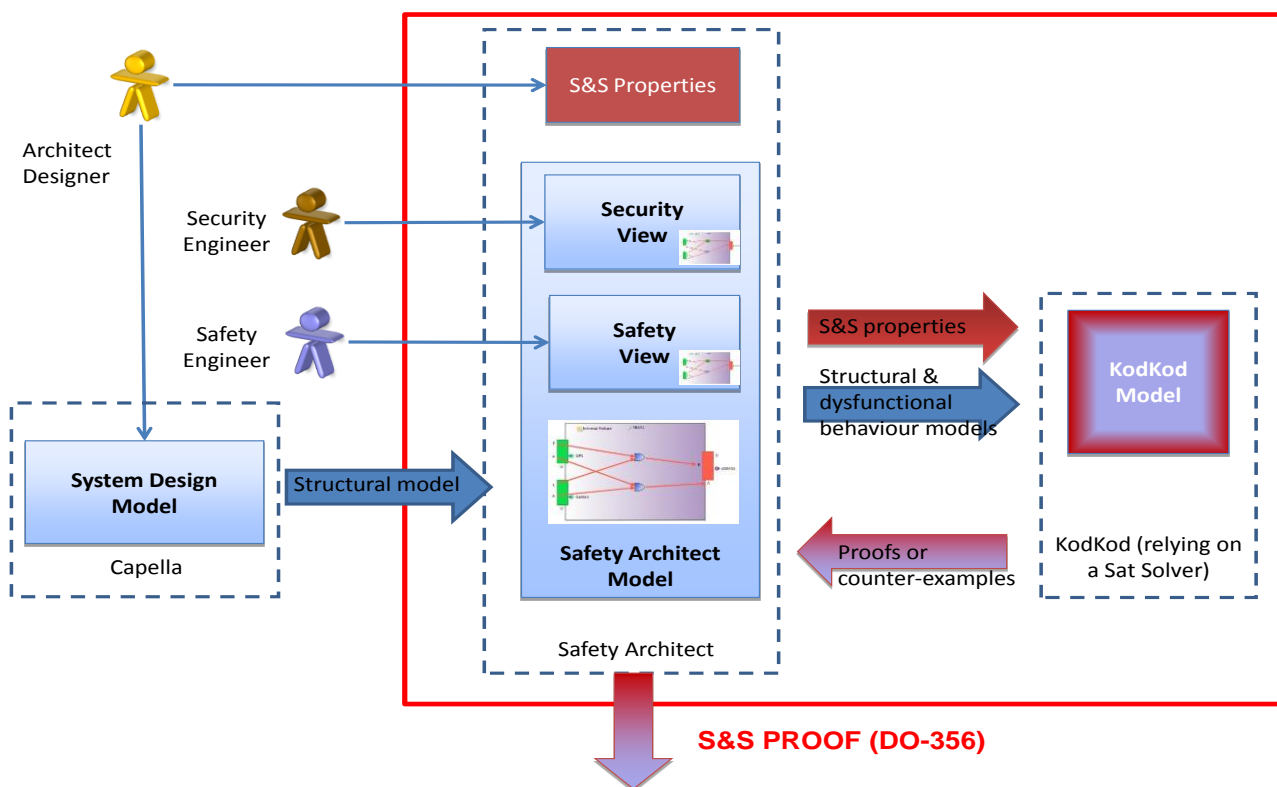 S&S Properties
Architect
Designer
Security
Engineer
Security
View
Safety
Engineer
Safety
View
S&S properties
Structural &
dysfunctional
behaviour models
KodKod
Model
System Design
Model
Capella
Structural model
Safety Architect
Model
Proofs or
counter-examples
KodKod (relying on
a Sat Solver)
Safety Architect
S&S PROOF (DO-356)